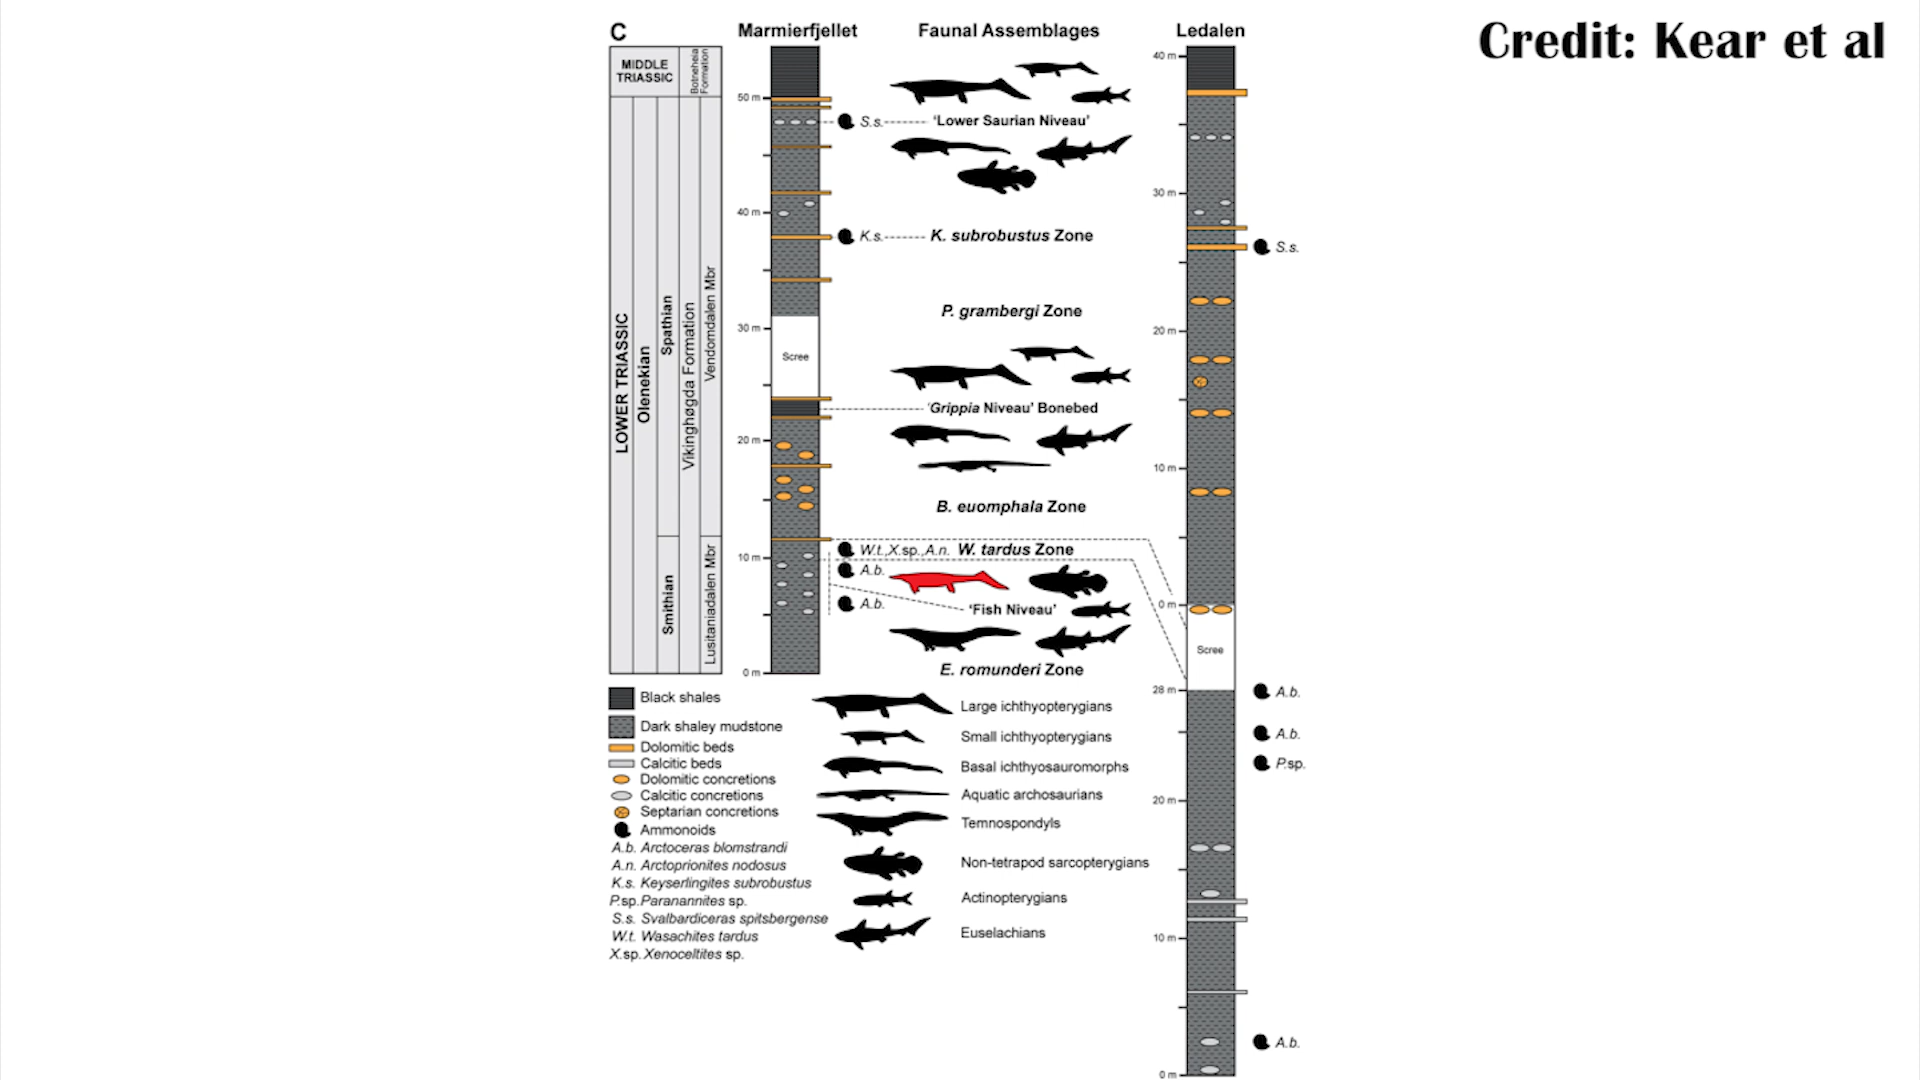 Credit: Kear et al
C
Marmierfjellet
Faunal Assemblages
Ledalen
MIDDLE
TRIASSIC
Botneheia
Formation
LOWER TRIASSIC
Olenekian
Spathian
Smithian
Vikinghøgda Formation
Vendomdalen Mbr
Lusitaniadalen Mbr
50 m
40 m
30 m
Scree
20 m
10 m
0 m
S.s.
'Lower Saurian Niveau'
K.s.
K. subrobustus Zone
P. grambergi Zone
'Grippia Niveau' Bonebed
B. euomphala Zone
W.t.,X.sp.,A.n.
W. tardus Zone
A.b.
A.b.
'Fish Niveau'
E. romunderi Zone
40 m
30 m
S.s.
20 m
10 m
0 m
Scree
28 m
A.b.
A.b.
P.sp.
20 m
10 m
A.b.
0 m
Black shales
Dark shaley mudstone
Dolomitic beds
Calcitic beds
Dolomitic concretions
Calcitic concretions
Septarian concretions
Ammonoids
A.b. Arctoceras blomstrandi
A.n. Arctoprionites nodosus
K.s. Keyserlingites subrobustus
P.sp. Paranannites sp.
S.s. Svalbardiceras spitsbergense
W.t. Wasachites tardus
X.sp. Xenoceltites sp.
Large ichthyopterygians
Small ichthyopterygians
Basal ichthyosauromorphs
Aquatic archosaurians
Temnospondyls
Non-tetrapod sarcopterygians
Actinopterygians
Euselachians